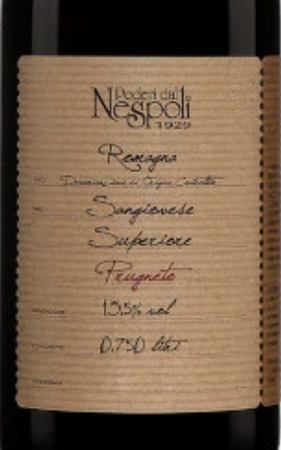 Poderi dal
Nespoli
1929
Romagna
Denominazione di Origine Controllata
Sangiovese
Superiore
Prugneto
13.5% vol
0.750 litri